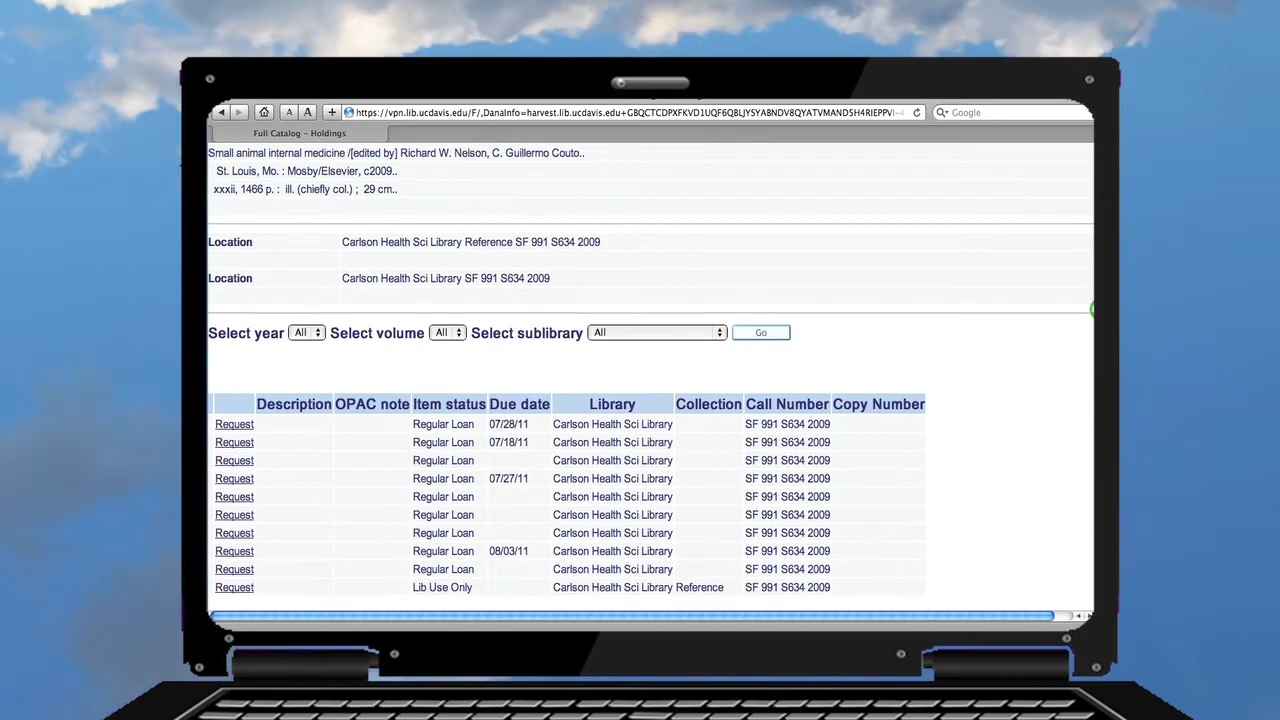 https://vpn.lib.ucdavis.edu/F/,DanaInfo=harvest.lib.ucdavis.edu+ Google
Full Catalog – Holdings
Small animal internal medicine /[edited by] Richard W. Nelson, C. Guillermo Couto..
St. Louis, Mo. : Mosby/Elsevier, c2009..
xxxii, 1466 p. : ill. (chiefly col.) ; 29 cm..
Location Carlson Health Sci Library Reference SF 991 S634 2009
Location Carlson Health Sci Library SF 991 S634 2009
Select year All Select volume All Select sublibrary All Go
Description OPAC note Item status Due date Library Collection Call Number Copy Number
Request Regular Loan 07/28/11 Carlson Health Sci Library SF 991 S634 2009
Request Regular Loan 07/18/11 Carlson Health Sci Library SF 991 S634 2009
Request Regular Loan Carlson Health Sci Library SF 991 S634 2009
Request Regular Loan 07/27/11 Carlson Health Sci Library SF 991 S634 2009
Request Regular Loan Carlson Health Sci Library SF 991 S634 2009
Request Regular Loan Carlson Health Sci Library SF 991 S634 2009
Request Regular Loan Carlson Health Sci Library SF 991 S634 2009
Request Regular Loan 08/03/11 Carlson Health Sci Library SF 991 S634 2009
Request Regular Loan Carlson Health Sci Library SF 991 S634 2009
Request Lib Use Only Carlson Health Sci Library Reference SF 991 S634 2009